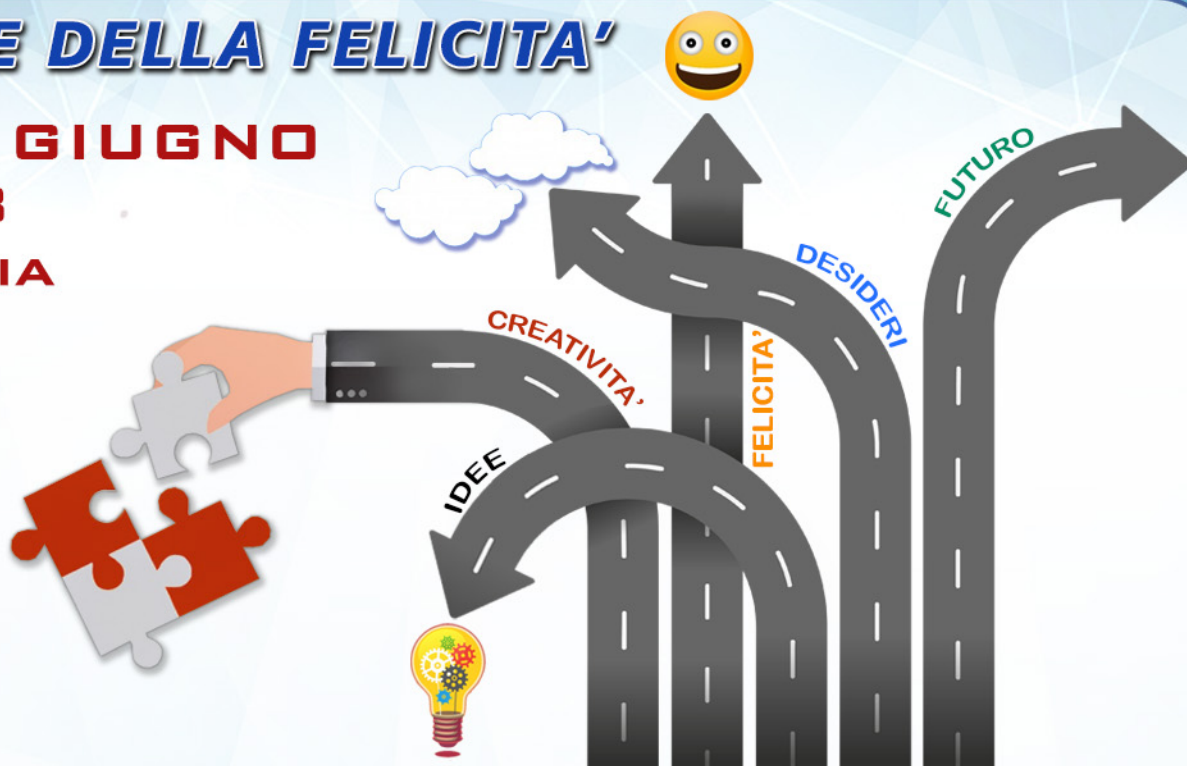 E DELLA FELICITA'
GIUGNO
IA
FUTURO
DESIDERI
CREATIVITA'
FELICITA'
IDEE